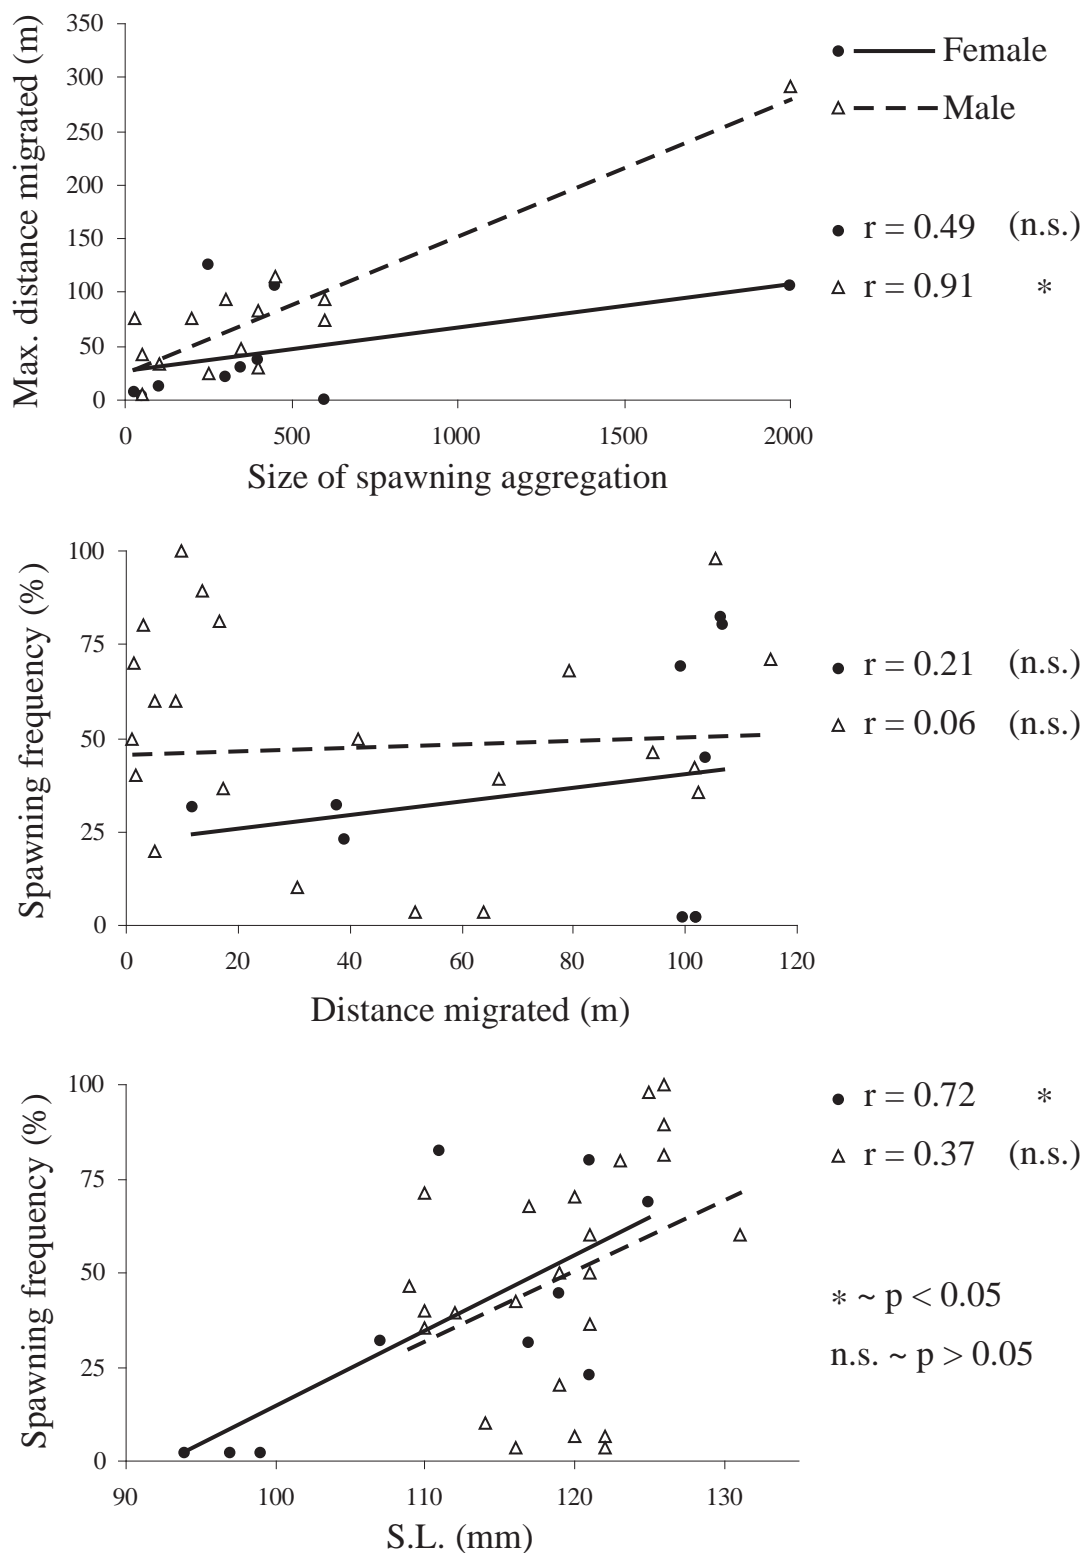 Max. distance migrated (m)
350
300
250
200
150
100
50
0
0 500 1000 1500 2000
Size of spawning aggregation
Female
Male
r = 0.49 (n.s.)
r = 0.91 *
Spawning frequency (%)
100
75
50
25
0
0 20 40 60 80 100 120
Distance migrated (m)
r = 0.21 (n.s.)
r = 0.06 (n.s.)
Spawning frequency (%)
100
75
50
25
0
90 100 110 120 130
S.L. (mm)
r = 0.72 *
r = 0.37 (n.s.)
* ~ p < 0.05
n.s. ~ p > 0.05